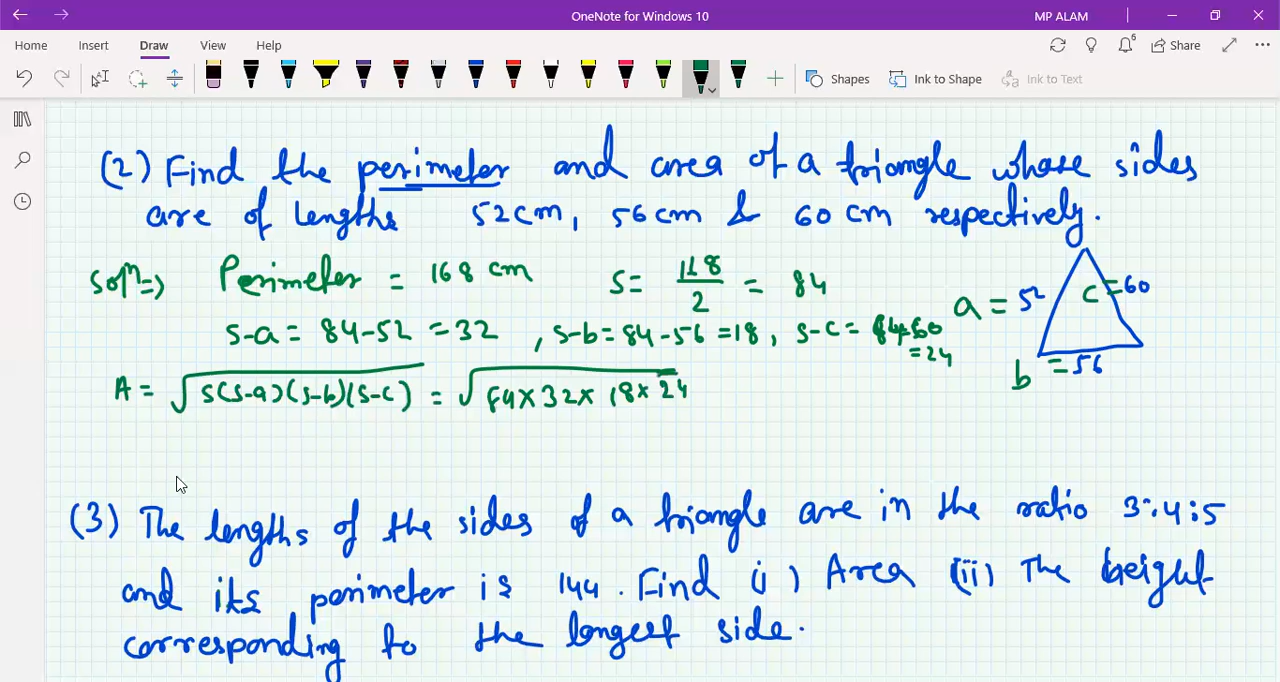 OneNote for Windows 10
MP ALAM
Home Insert Draw View Help
6 Share
Shapes Ink to Shape Ink to Text
(2) Find the perimeter and area of a triangle whose sides
are of lengths 52cm, 56cm & 60 cm respectively.
Soln⇒ Perimeter = 168 cm S= 168/2 = 84
a = 52 c = 60
s-a = 84-52 = 32 , s-b = 84-56 = 18, s-c = 84-60
= 24
b = 56
A = √s(s-a)(s-b)(s-c) = √84×32×18×24
(3) The lengths of the sides of a triangle are in the ratio 3:4:5
and its perimeter is 144. Find (i) Area (ii) The height
corresponding to the longest side.